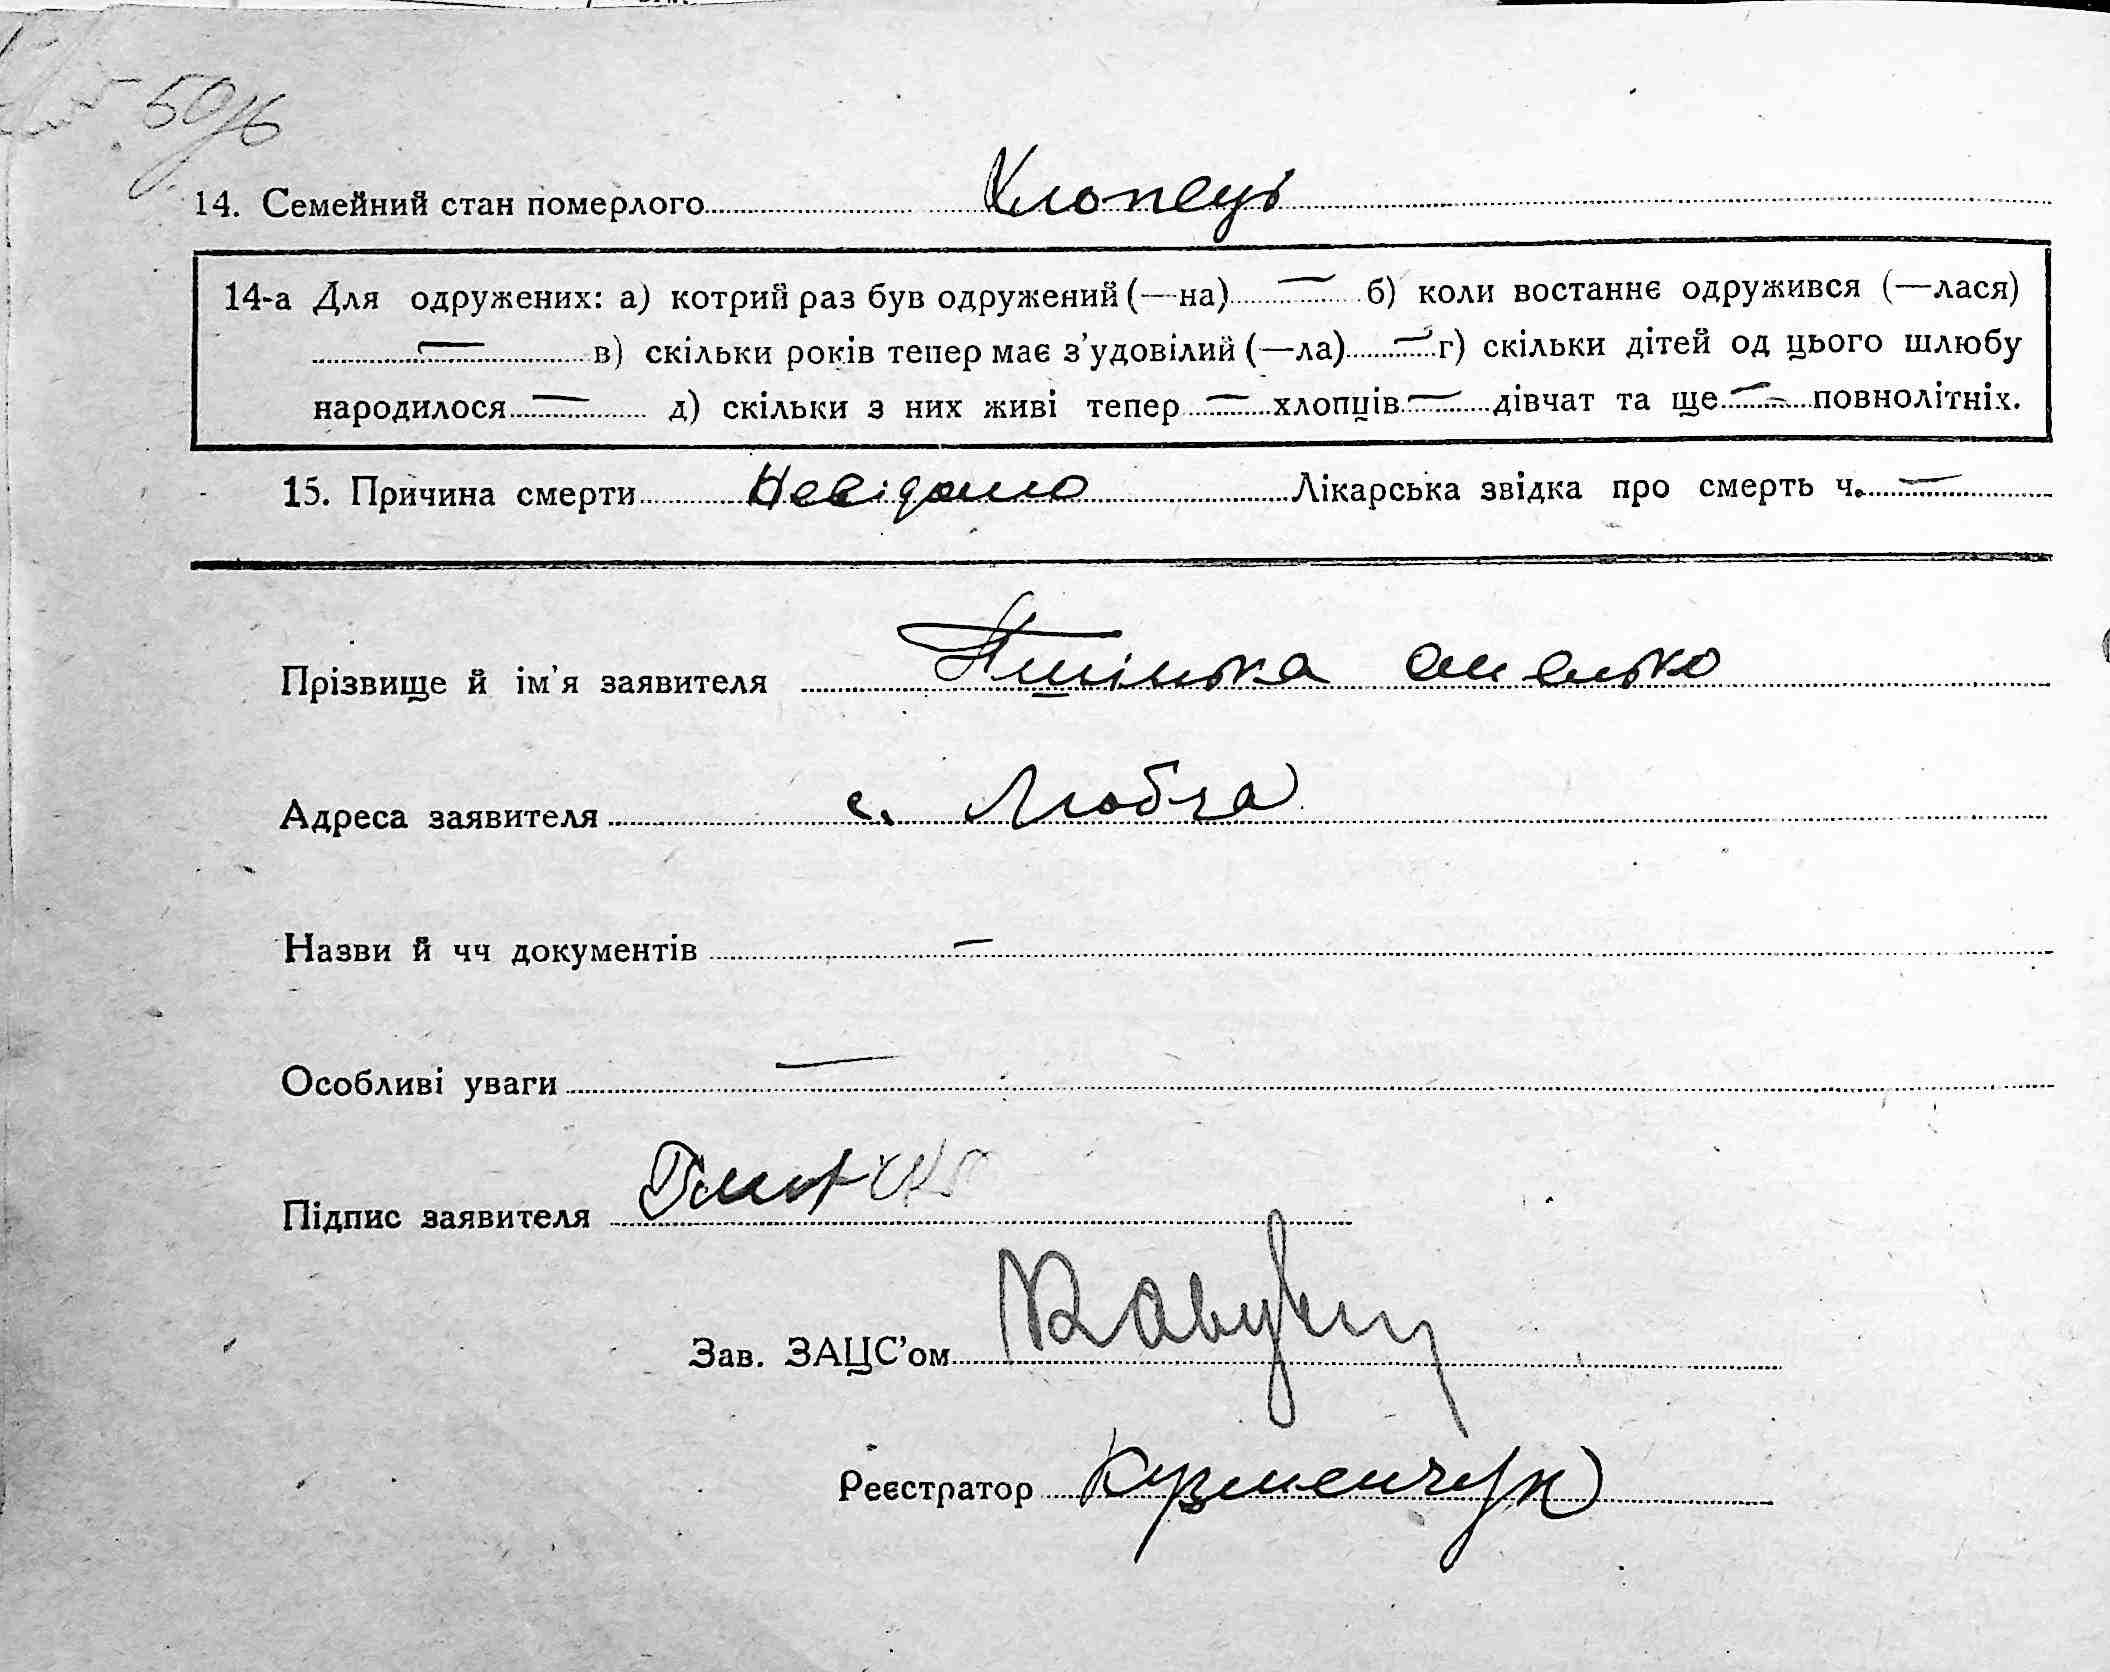 14. Семейний стан померлого Хлопець
14-а Для одружених: а) котрий раз був одружений (—на) — б) коли востаннє одружився (—лася)
— в) скільки років тепер має з’удовілий (—ла) — г) скільки дітей од цього шлюбу
народилося — д) скільки з них живі тепер — хлопців — дівчат та ще — повнолітніх.
15. Причина смерти Невідомо Лікарська звідка про смерть ч. —
Прізвище й ім’я заявителя омелько
Адреса заявителя с. Любча
Назви й чч документів —
Особливі уваги —
Підпис заявителя
Зав. ЗАЦС’ом
Реєстратор Кузменчук